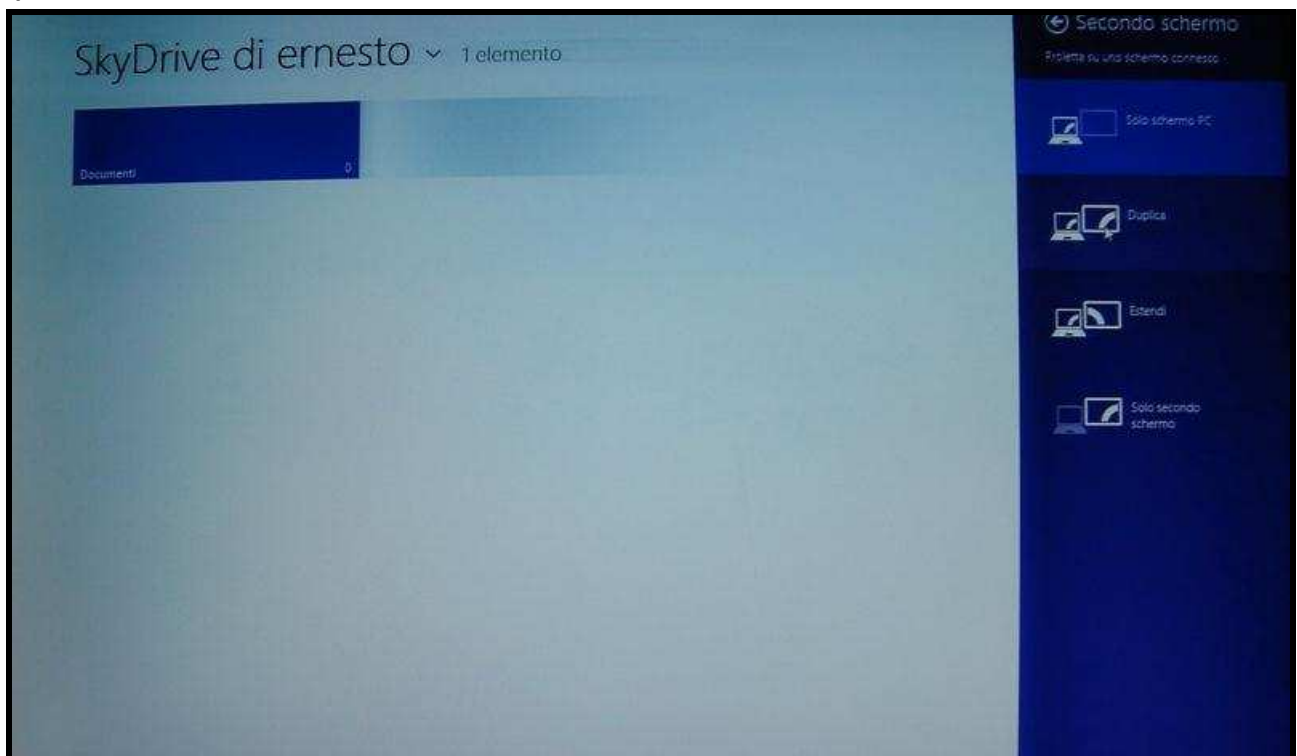 SkyDrive di ernesto 1 elemento
Documenti 0
Secondo schermo
Proietta su uno schermo connesso
Solo schermo PC
Duplica
Estendi
Solo secondo
schermo